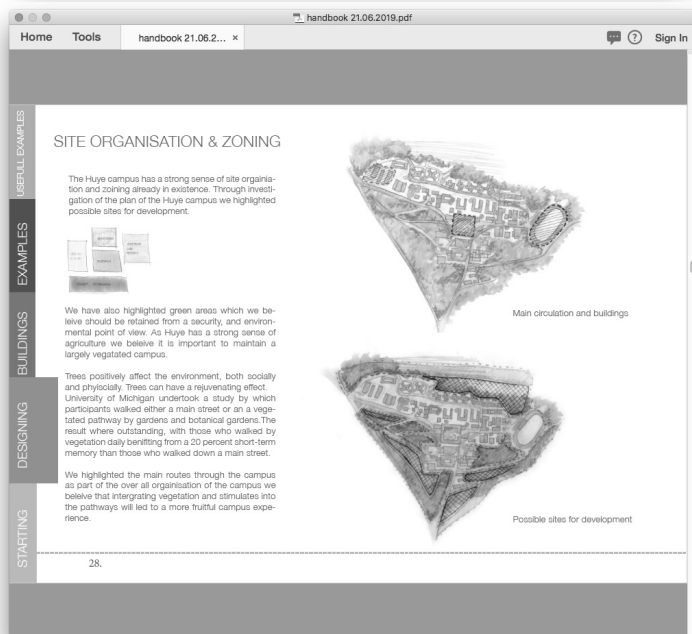 handbook 21.06.2019.pdf
Home Tools handbook 21.06.2... × ? Sign In
USEFULL EXAMPLES
EXAMPLES
BUILDINGS
DESIGNING
STARTING
SITE ORGANISATION & ZONING
The Huye campus has a strong sense of site orgainia-
tion and zoining already in existence. Through investi-
gation of the plan of the Huye campus we highlighted
possible sites for development.
We have also highlighted green areas which we be-
leive should be retained from a security, and environ-
mental point of view. As Huye has a strong sense of
agriculture we beleive it is important to maintain a
largely vegatated campus.
Trees positively affect the environment, both socially
and phyiscially. Trees can have a rejuvenating effect.
University of Michigan undertook a study by which
participants walked either a main street or an a vege-
tated pathway by gardens and botanical gardens.The
result where outstanding, with those who walked by
vegetation daily benifiting from a 20 percent short-term
memory than those who walked down a main street.
We highlighted the main routes through the campus
as part of the over all orgainisation of the campus we
beleive that intergrating vegetation and stimulates into
the pathways will led to a more fruitful campus expe-
rience.
Main circulation and buildings
Possible sites for development
28.